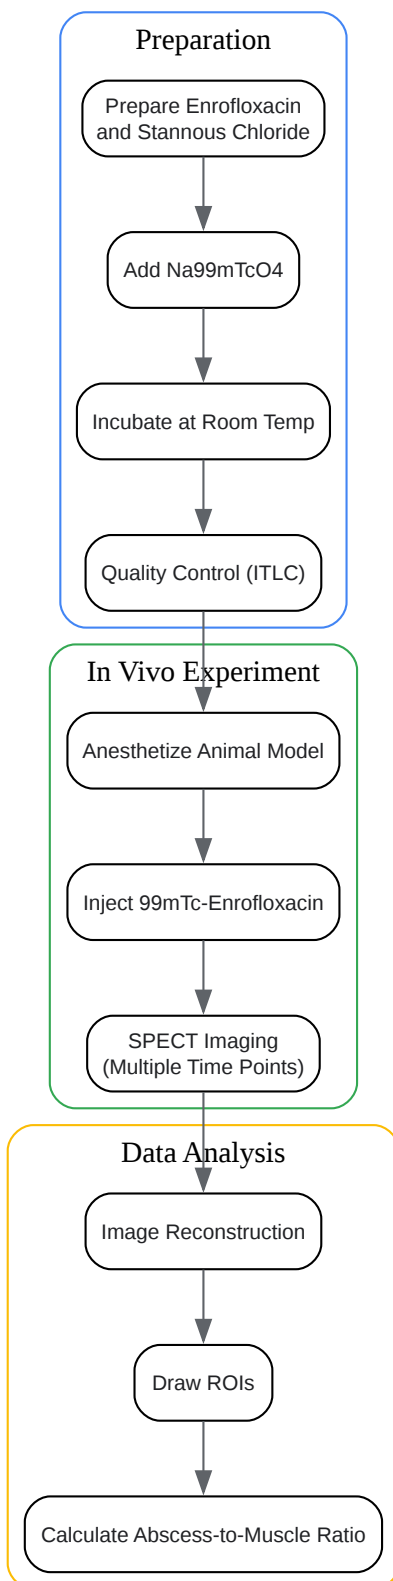 Preparation
Prepare Enrofloxacin
and Stannous Chloride
Add Na99mTcO4
Incubate at Room Temp
Quality Control (ITLC)
In Vivo Experiment
Anesthetize Animal Model
Inject 99mTc-Enrofloxacin
SPECT Imaging
(Multiple Time Points)
Data Analysis
Image Reconstruction
Draw ROIs
Calculate Abscess-to-Muscle Ratio